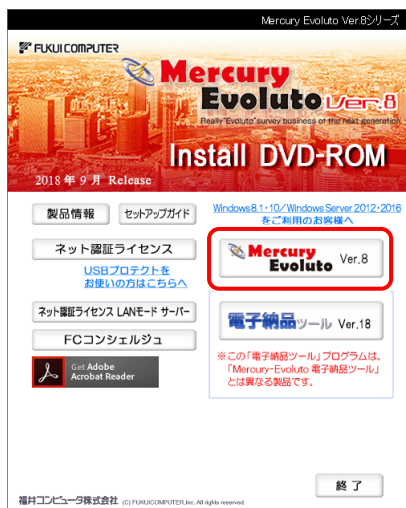 Mercury Evoluto Ver.8シリーズ
FUKUI COMPUTER
Mercury
Evoluto Ver.8
Really"Evoluto"survey business of the next generation
Install DVD-ROM
2018 年 9 月 Release
製品情報
セットアップガイド
Windows8.1・10/Windows Server 2012・2016
をご利用のお客様へ
ネット認証ライセンス
USBプロテクトを
お使いの方はこちらへ
Mercury
Evoluto Ver.8
ネット認証ライセンス LANモード サーバー
FCコンシェルジュ
電子納品ツール Ver.18
Get Adobe
Acrobat Reader
※この「電子納品ツール」プログラムは、
「Mercury-Evoluto 電子納品ツール」
とは異なる製品です。
終 了
福井コンピュータ株式会社 (C) FUKUI COMPUTER,Inc. All rights reserved.